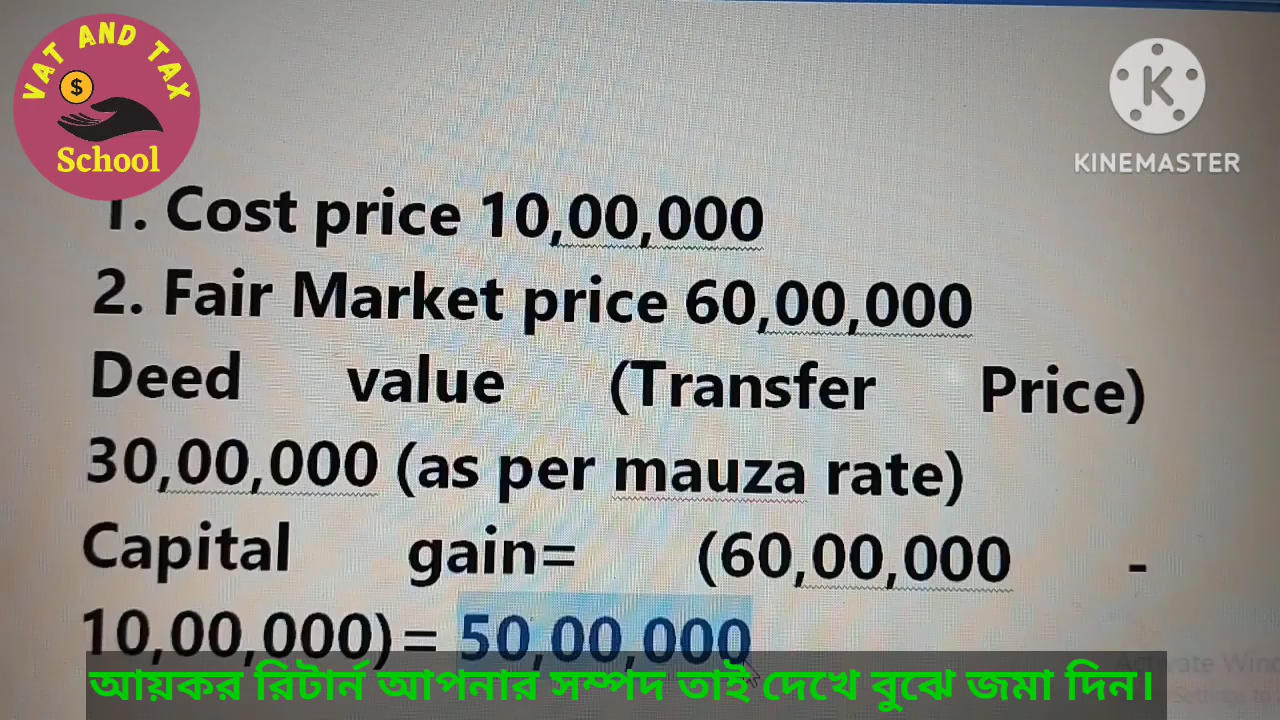 VAT AND TAX
$
School
K
KINEMASTER
1. Cost price 10,00,000
2. Fair Market price 60,00,000
Deed value (Transfer Price)
30,00,000 (as per mauza rate)
Capital gain= (60,00,000 -
10,00,000) = 50,00,000
আয়কর রিটার্ন আপনার সম্পদ তাই দেখে বুঝে জমা দিন।